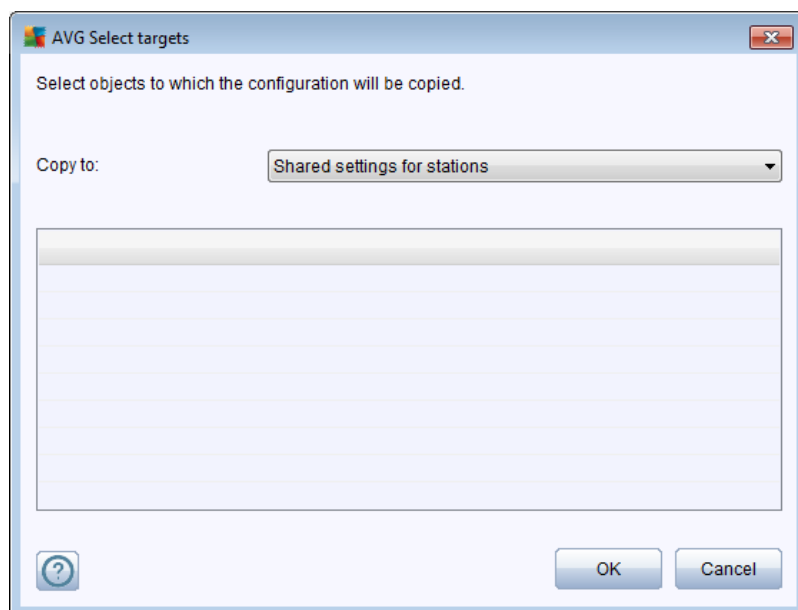 AVG Select targets
Select objects to which the configuration will be copied.
Copy to:
Shared settings for stations
?
OK
Cancel